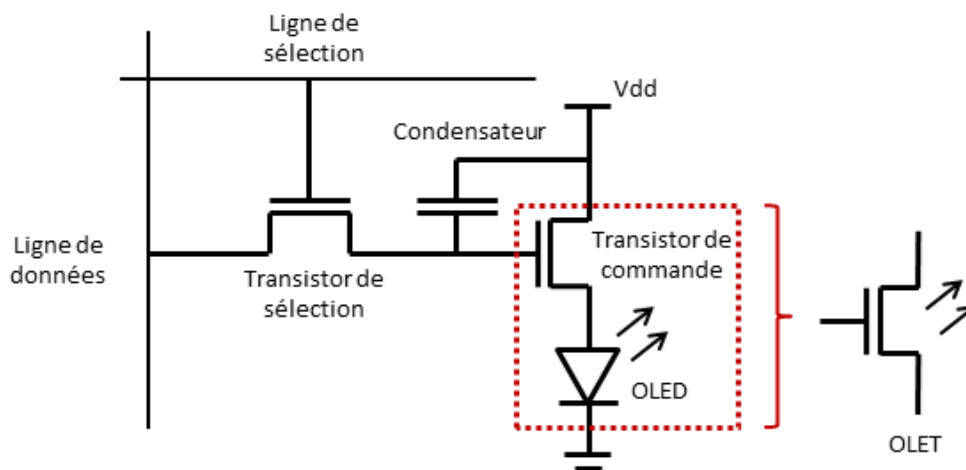 Ligne de
sélection
Vdd
Condensateur
Ligne de
données
Transistor de
sélection
Transistor de
commande
OLED
OLET